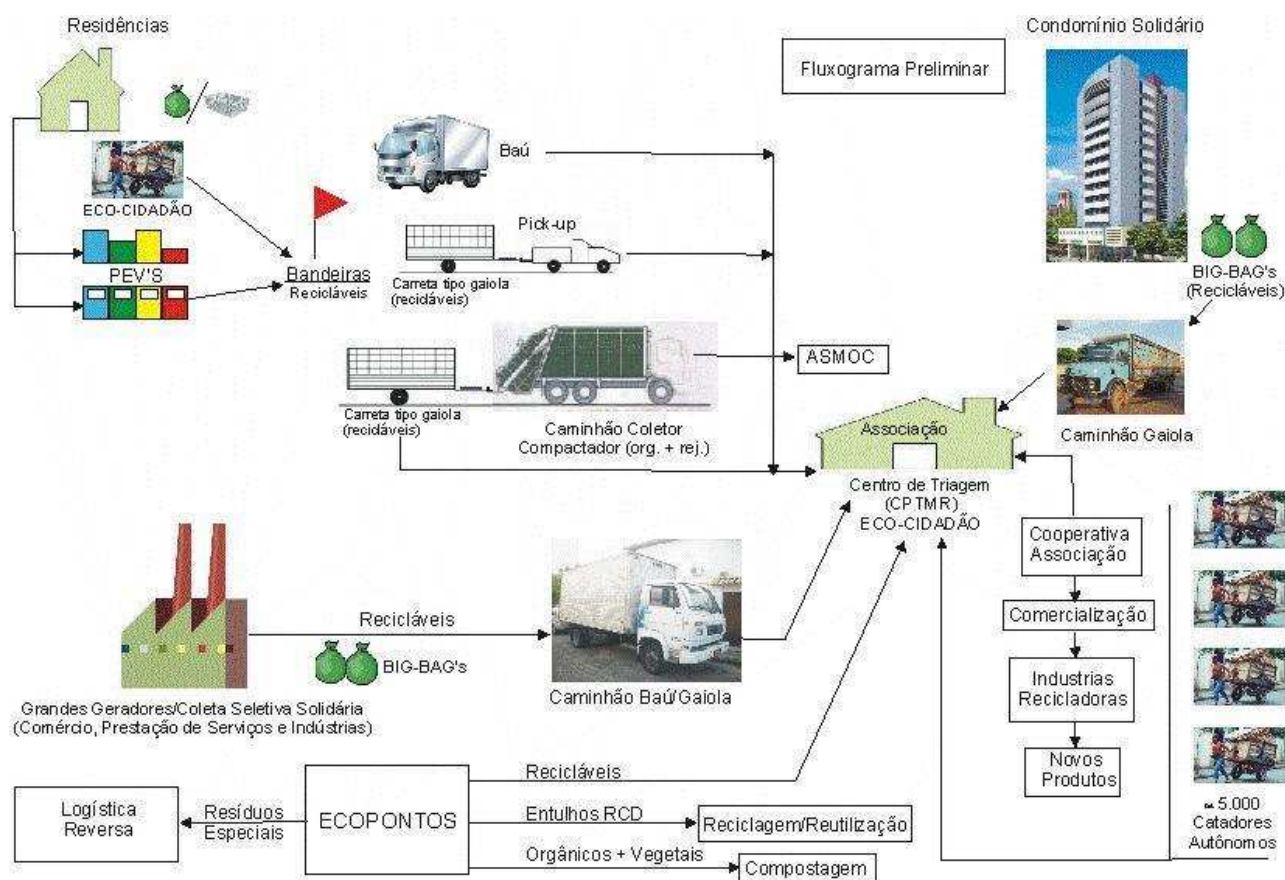 Residências
Condomínio Solidário
Fluxograma Preliminar
Baú
ECO-CIDADÃO
Pick-up
PEV'S
Bandeiras
Recicláveis
Carreta tipo gaiola
(recicláveis)
BIG-BAG's
(Recicláveis)
ASMOC
Carreta tipo gaiola
(recicláveis)
Caminhão Coletor
Compactador (org. + rej.)
Associação
Caminhão Gaiola
Centro de Triagem
(CPTMR)
ECO-CIDADÃO
Cooperativa
Associação
Comercialização
Industrias
Recicladoras
Novos
Produtos
Recicláveis
BIG-BAG's
Caminhão Baú/Gaiola
Grandes Geradores/Coleta Seletiva Solidária
(Comércio, Prestação de Serviços e Indústrias)
5.000
Catadores
Autônomos
Logística
Reversa
Resíduos
Especiais
ECOPONTOS
Recicláveis
Entulhos RCD
Reciclagem/Reutilização
Orgânicos + Vegetais
Compostagem